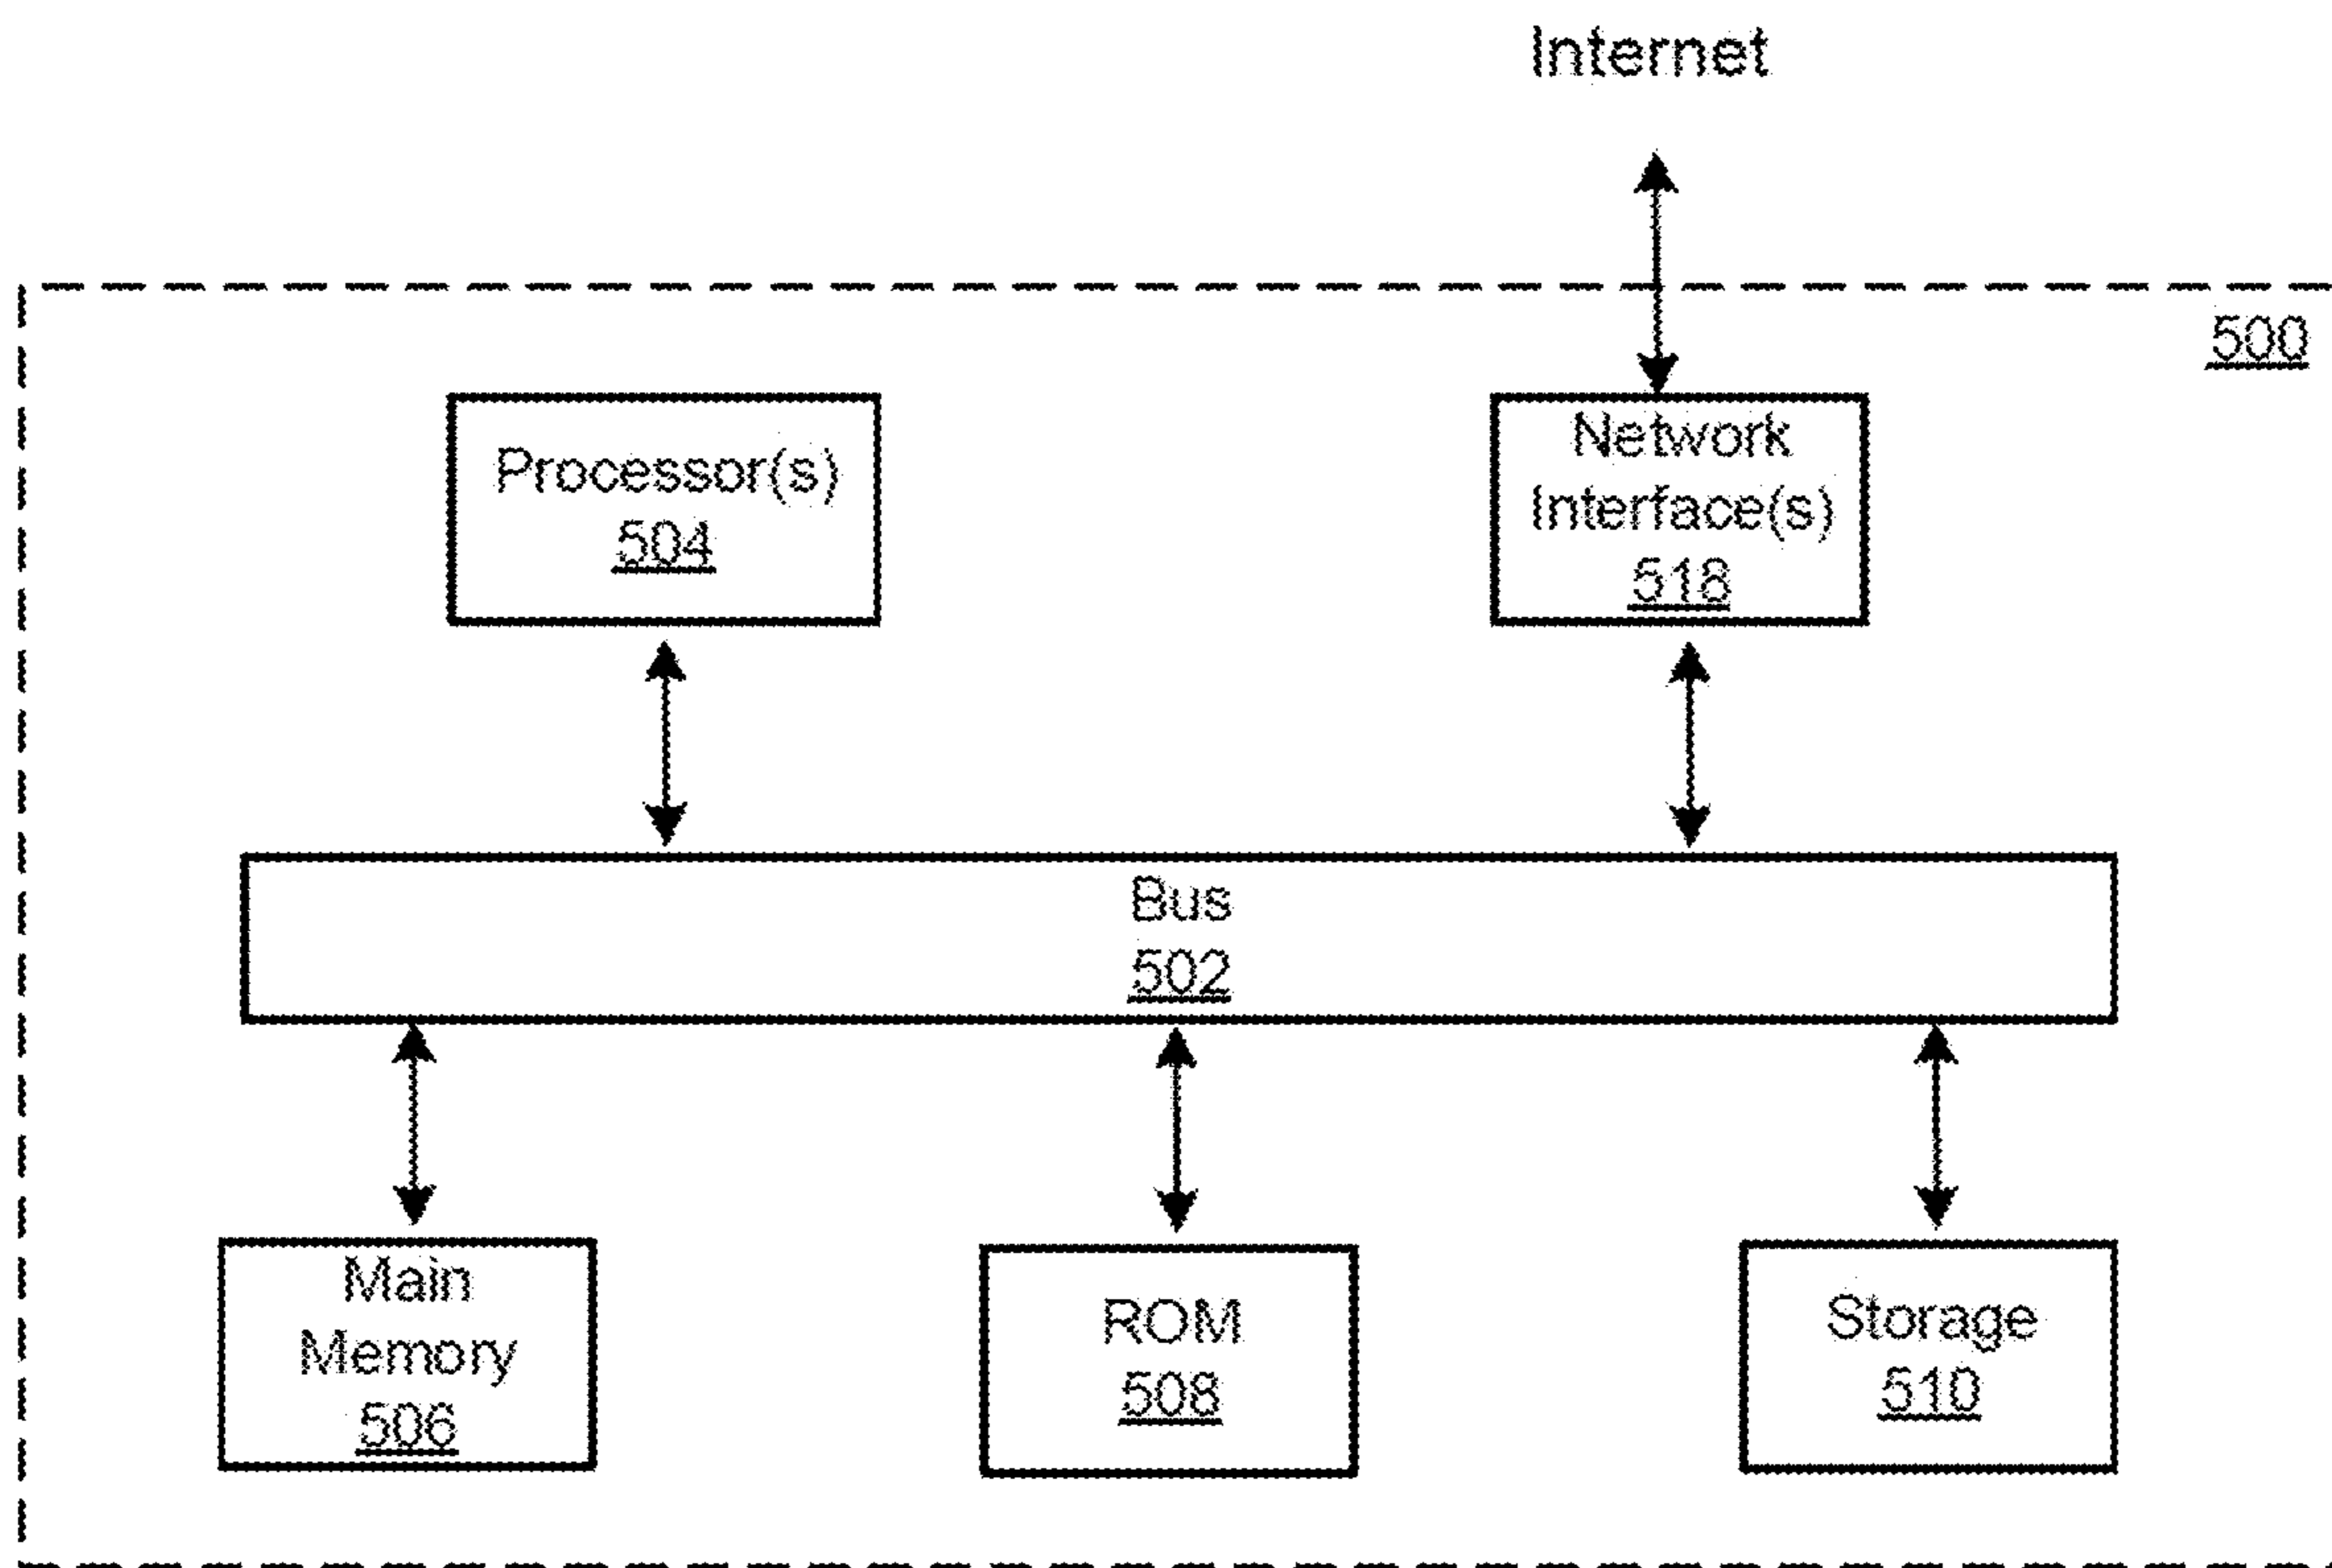 Internet
500
Processor(s)
504
Network
Interface(s)
518
Bus
502
Main
Memory
506
ROM
508
Storage
510